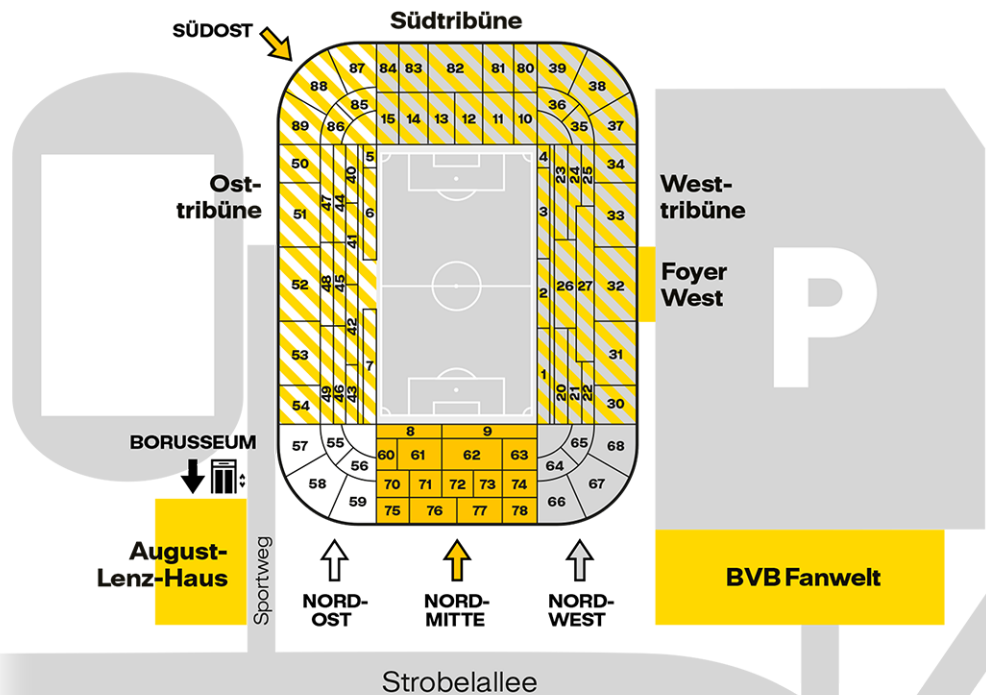 Südtribüne
SÜDOST
87 84 83 82 81 80 39
88 38
85 36
89 86 15 14 13 12 11 10 35 37
50 5 4 34
40 23 24 25
Ost-
tribüne
West-
tribüne
51 47 44 6 3 33
41
Foyer
West
52 48 45 2 26 27 32
42
53 7 31
54 49 46 43 1 20 21 22 30
8 9
BORUSSEUM
57 55 60 61 62 63 65 68
56 64
58 70 71 72 73 74 67
59 75 76 77 78 66
August-
Lenz-Haus
Sportweg
BVB Fanwelt
P
NORD-
OST
NORD-
MITTE
NORD-
WEST
Strobelallee